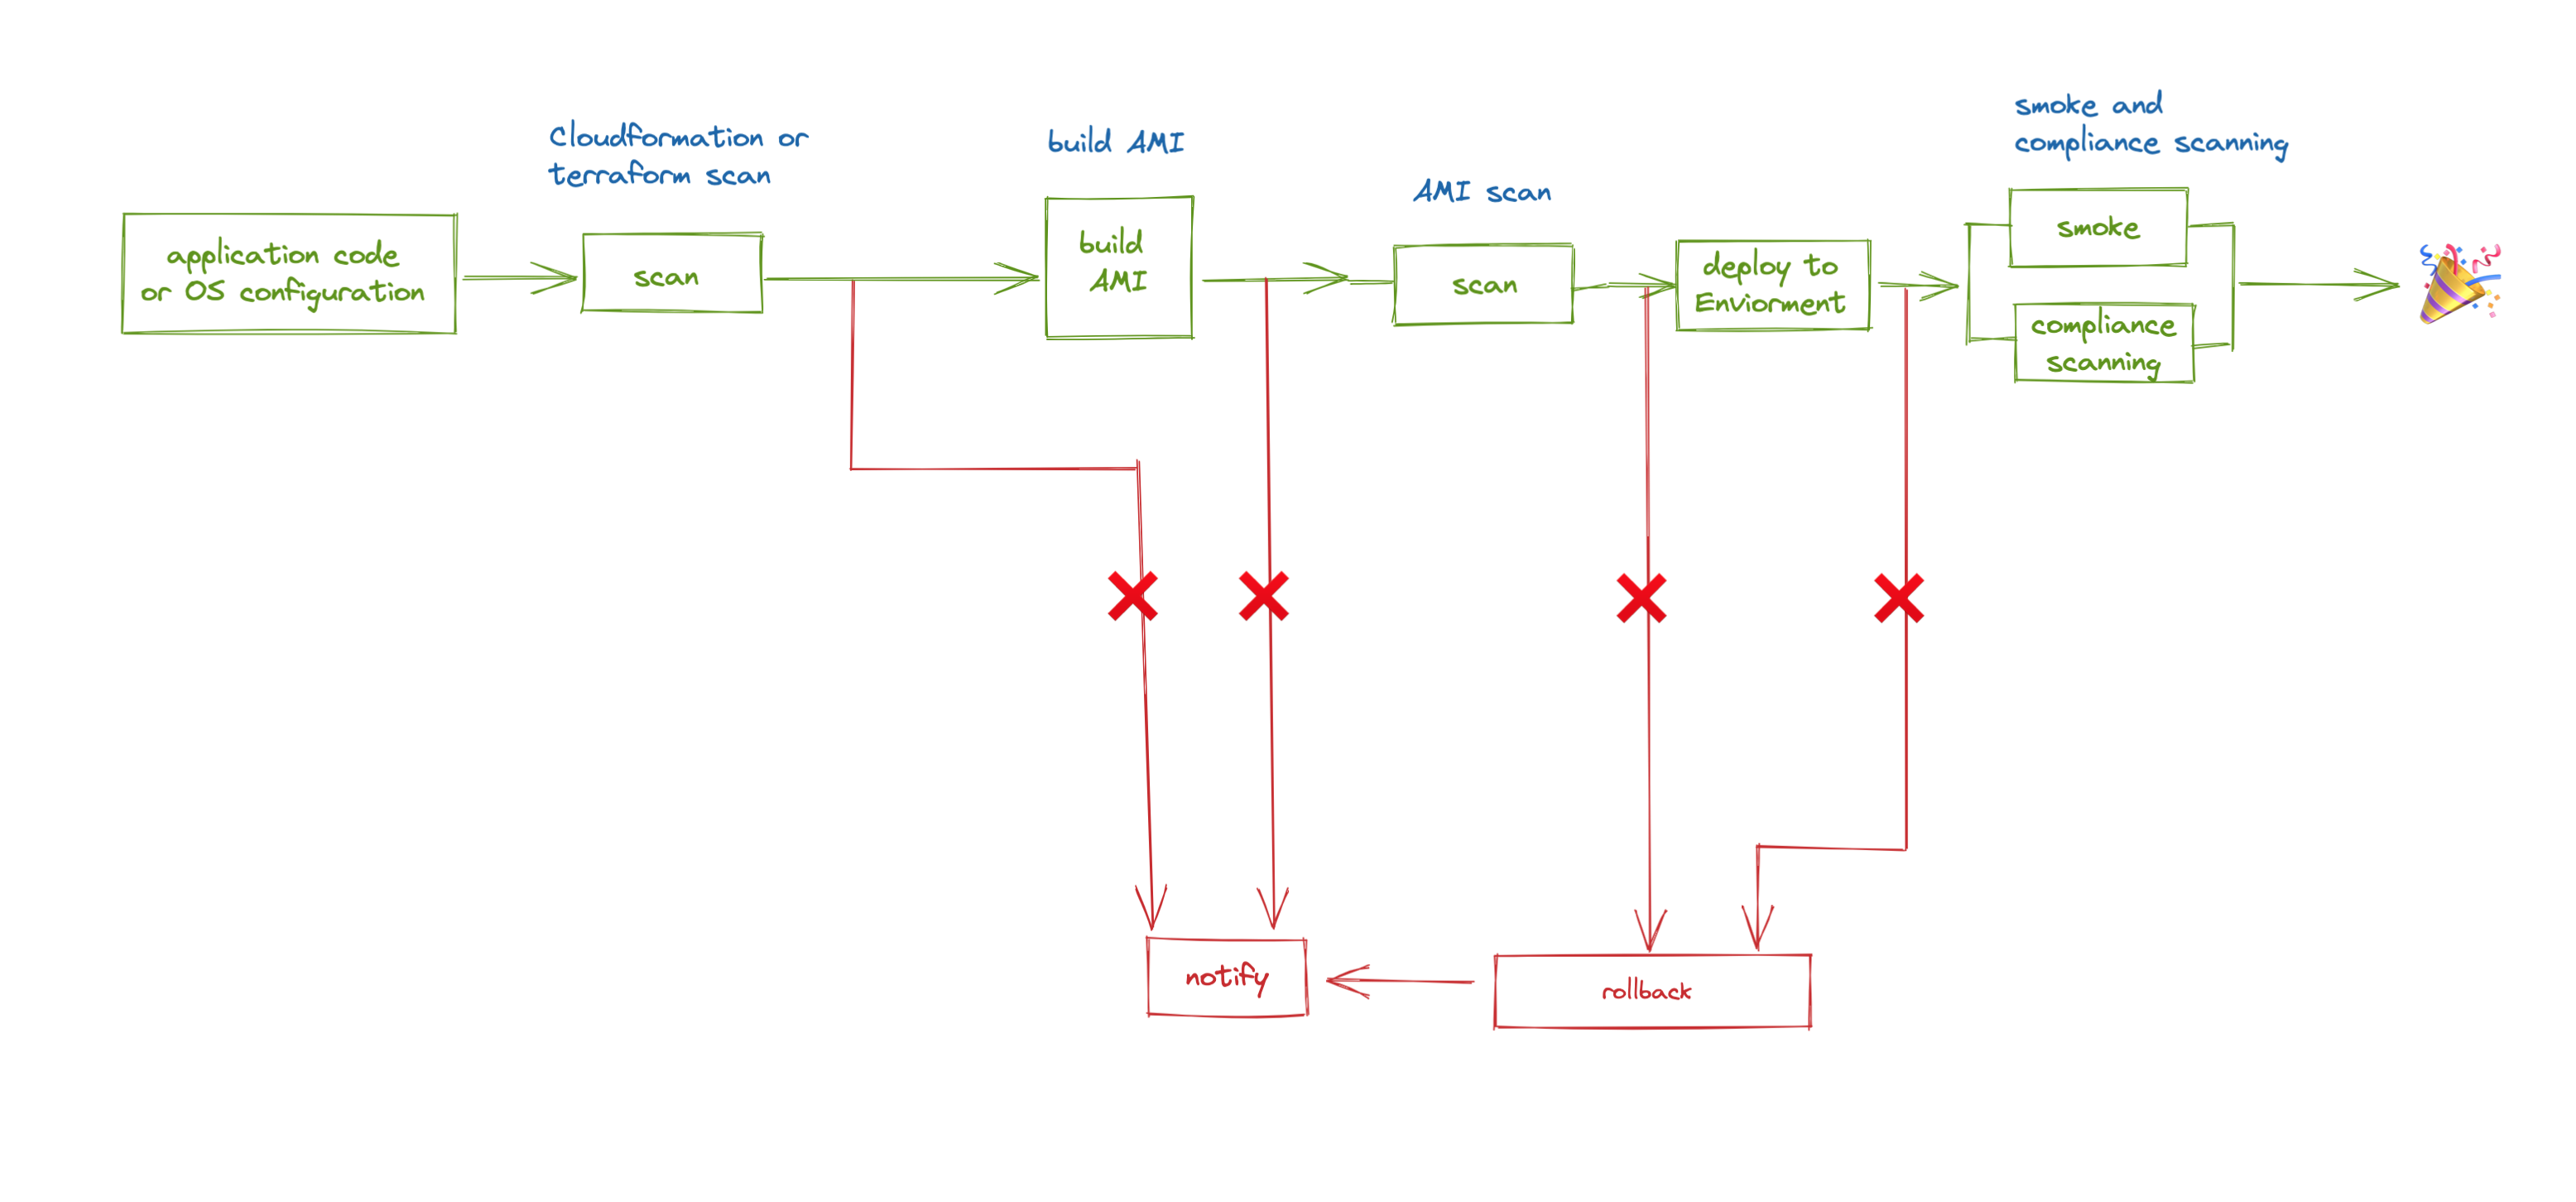 Cloudformation or
terraform scan
build AMI
AMI scan
smoke and
compliance scanning
application code
or OS configuration
scan
build
AMI
scan
deploy to
Enviorment
smoke
compliance
scanning
notify
rollback